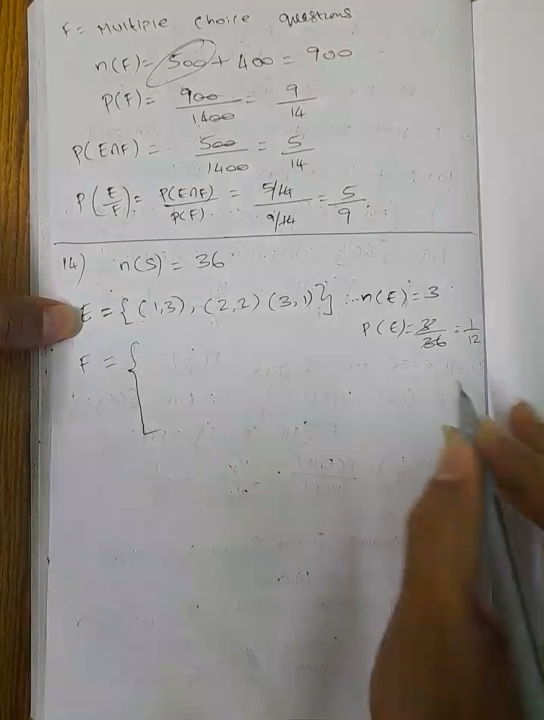 F = Multiple choice questions
n(F) = 500 + 400 = 900
P(F) = 900/1400 = 9/14
P(E∩F) = 500/1400 = 5/14
P(E/F) = P(E∩F)/P(F) = 5/14 / 9/14 = 5/9.
14) n(S) = 36
E = {(1,3), (2,2) (3,1)} ∴ n(E) = 3
P(E) = 3/36 = 1/12
F = {